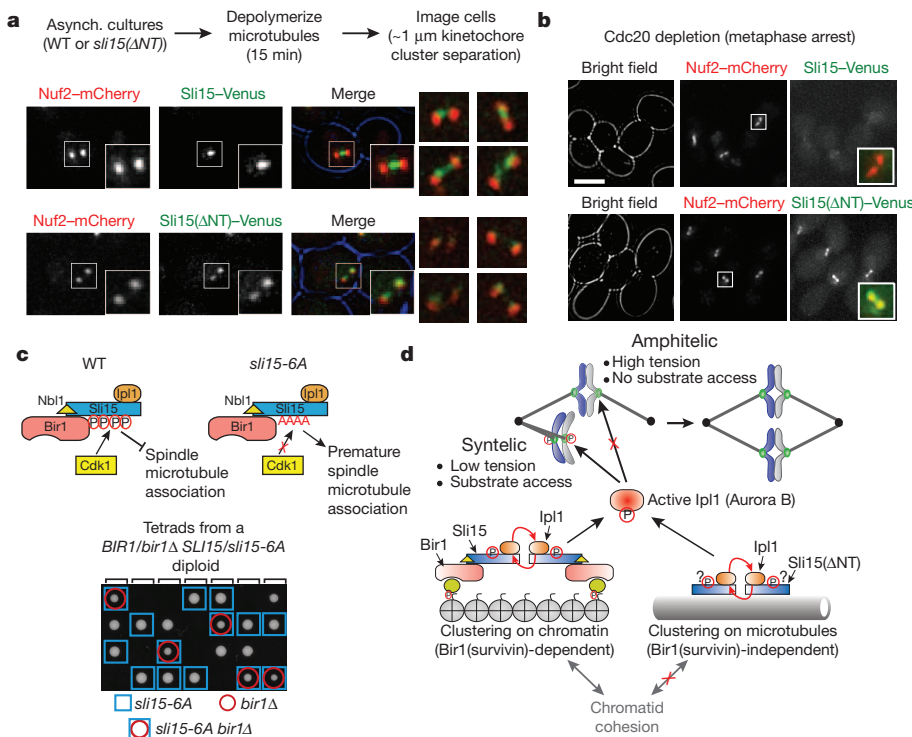 a
Asynch. cultures
(WT or sli15(ΔNT))
Depolymerize
microtubules
(15 min)
Image cells
(~1 μm kinetochore
cluster separation)
Nuf2–mCherry
Sli15–Venus
Merge
Nuf2–mCherry
Sli15(ΔNT)–Venus
Merge
b
Cdc20 depletion (metaphase arrest)
Bright field
Nuf2–mCherry
Sli15–Venus
Bright field
Nuf2–mCherry
Sli15(ΔNT)–Venus
c
WT
Nbl1
Ipl1
Sli15
Bir1
PPPP
Cdk1
Spindle
microtubule
association
sli15-6A
Nbl1
Ipl1
Sli15
Bir1
AAAA
Cdk1
Premature
spindle
microtubule
association
Tetrads from a
BIR1/bir1Δ SLI15/sli15-6A
diploid
sli15-6A
bir1Δ
sli15-6A bir1Δ
d
Amphitelic
• High tension
• No substrate access
Syntelic
• Low tension
• Substrate access
P
P
Active Ipl1 (Aurora B)
P
Sli15
Ipl1
Bir1
P
P
P
P
Clustering on chromatin
(Bir1(survivin)-dependent)
Ipl1
Sli15(ΔNT)
?
P
P
?
Clustering on microtubules
(Bir1(survivin)-independent)
Chromatid
cohesion